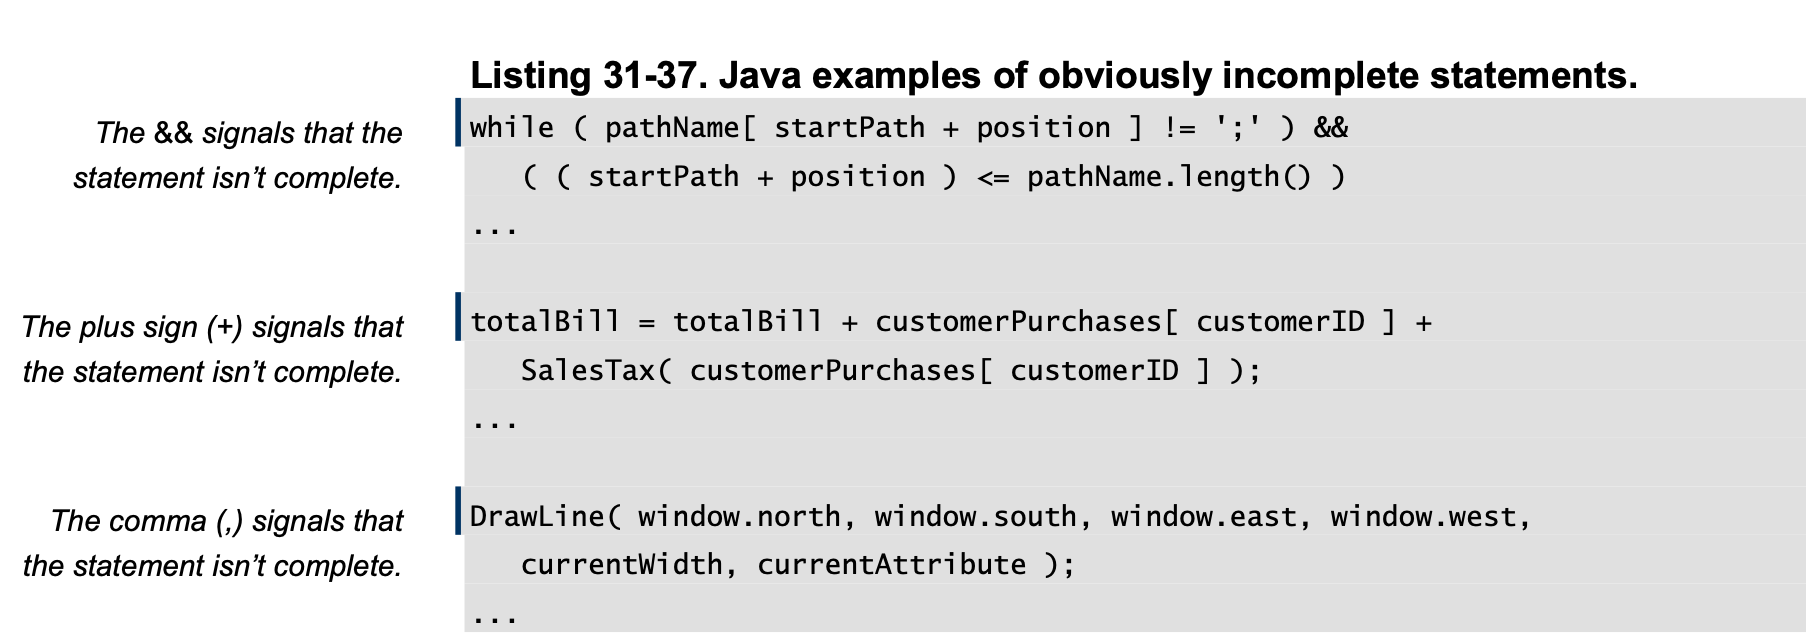 Listing 31-37. Java examples of obviously incomplete statements.
The && signals that the
statement isn’t complete.
while ( pathName[ startPath + position ] != ';' ) &&
( ( startPath + position ) <= pathName.length() )
...
The plus sign (+) signals that
the statement isn’t complete.
totalBill = totalBill + customerPurchases[ customerID ] +
SalesTax( customerPurchases[ customerID ] );
...
The comma (,) signals that
the statement isn’t complete.
DrawLine( window.north, window.south, window.east, window.west,
currentWidth, currentAttribute );
...